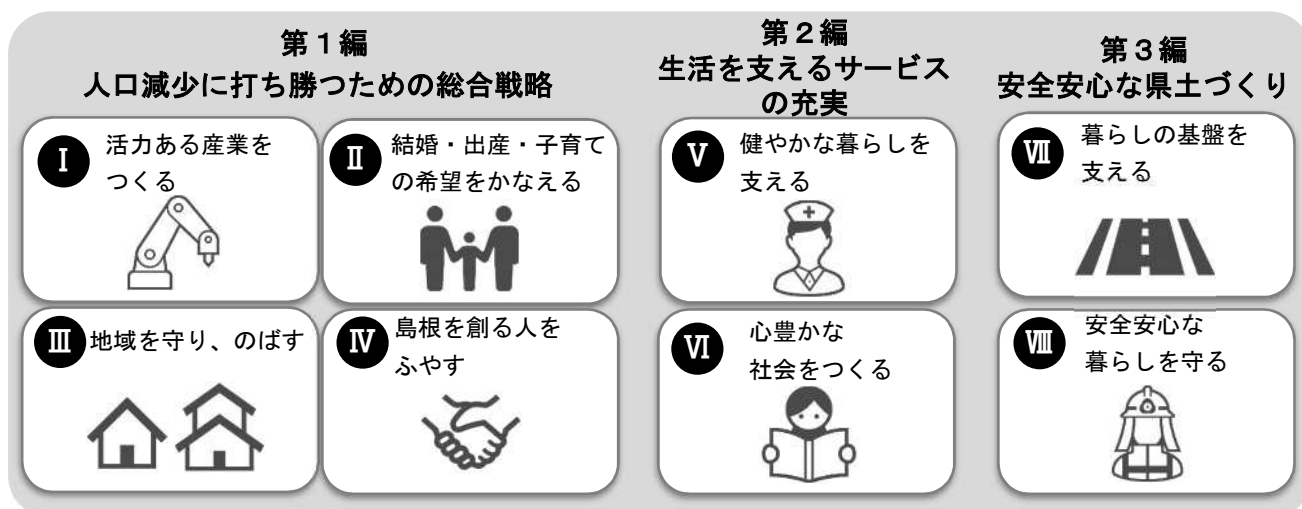 第１編
人口減少に打ち勝つための総合戦略
Ⅰ
活力ある産業を
つくる
Ⅱ
結婚・出産・子育て
の希望をかなえる
Ⅲ
地域を守り、のばす
Ⅳ
島根を創る人を
ふやす
第２編
生活を支えるサービス
の充実
Ⅴ
健やかな暮らしを
支える
Ⅵ
心豊かな
社会をつくる
第３編
安全安心な県土づくり
Ⅶ
暮らしの基盤を
支える
Ⅷ
安全安心な
暮らしを守る